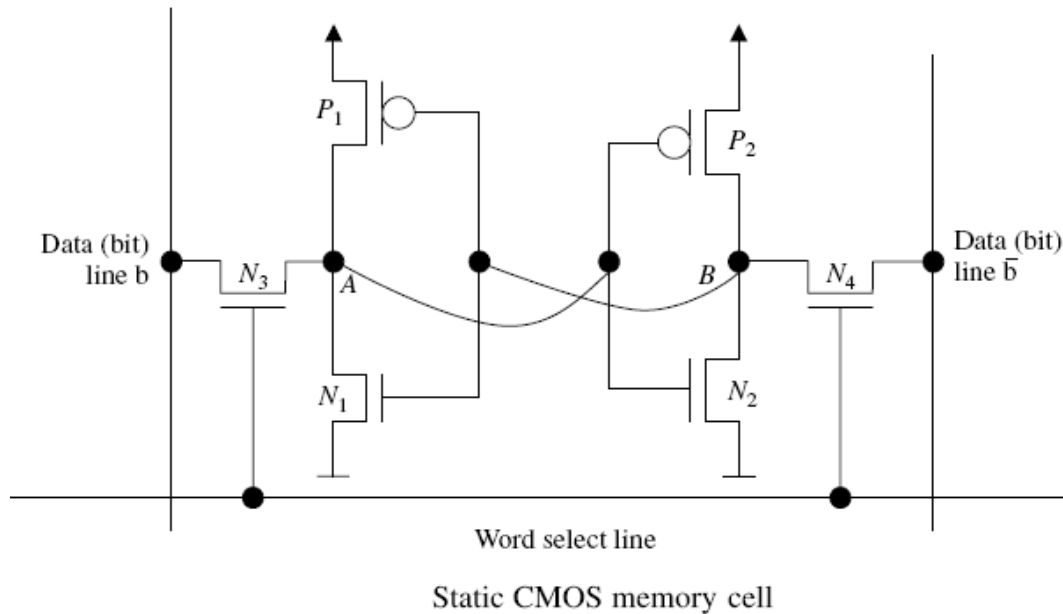 P1
P2
Data (bit)
line b
N3
A
B
N4
Data (bit)
line b̄
N1
N2
Word select line
Static CMOS memory cell